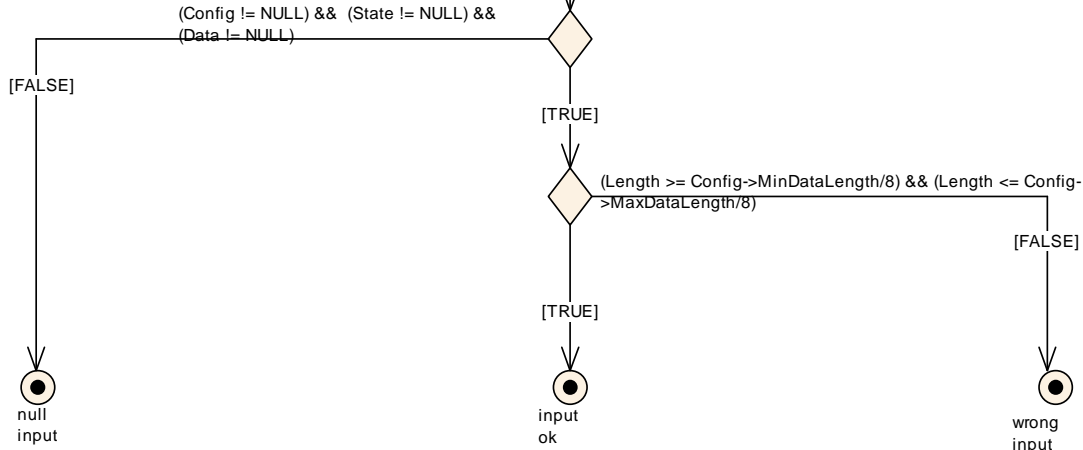 (Config != NULL) && (State != NULL) &&
(Data != NULL)
[FALSE]
[TRUE]
(Length >= Config->MinDataLength/8) && (Length <= Config-
>MaxDataLength/8)
[FALSE]
[TRUE]
null
input
input
ok
wrong
input